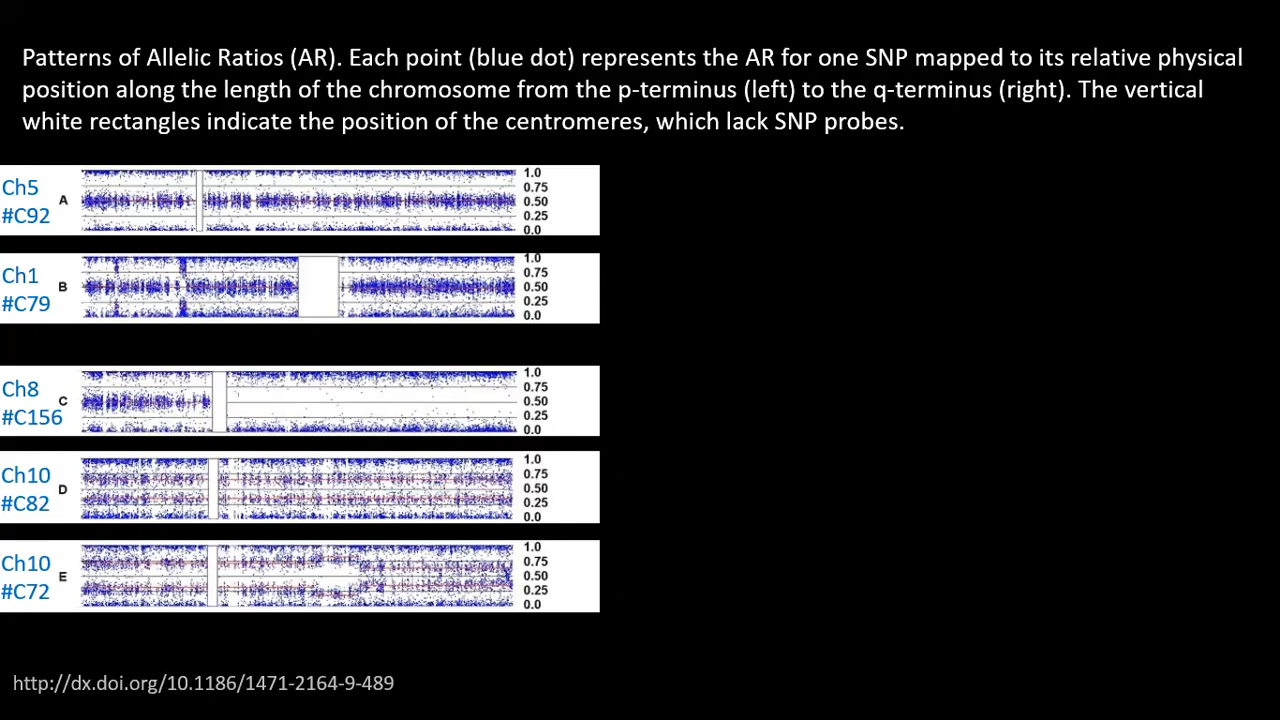 Patterns of Allelic Ratios (AR). Each point (blue dot) represents the AR for one SNP mapped to its relative physical
position along the length of the chromosome from the p-terminus (left) to the q-terminus (right). The vertical
white rectangles indicate the position of the centromeres, which lack SNP probes.
Ch5
#C92
A
1.0
0.75
0.50
0.25
0.0
Ch1
#C79
B
1.0
0.75
0.50
0.25
0.0
Ch8
#C156
C
1.0
0.75
0.50
0.25
0.0
Ch10
#C82
D
1.0
0.75
0.50
0.25
0.0
Ch10
#C72
E
1.0
0.75
0.50
0.25
0.0
http://dx.doi.org/10.1186/1471-2164-9-489